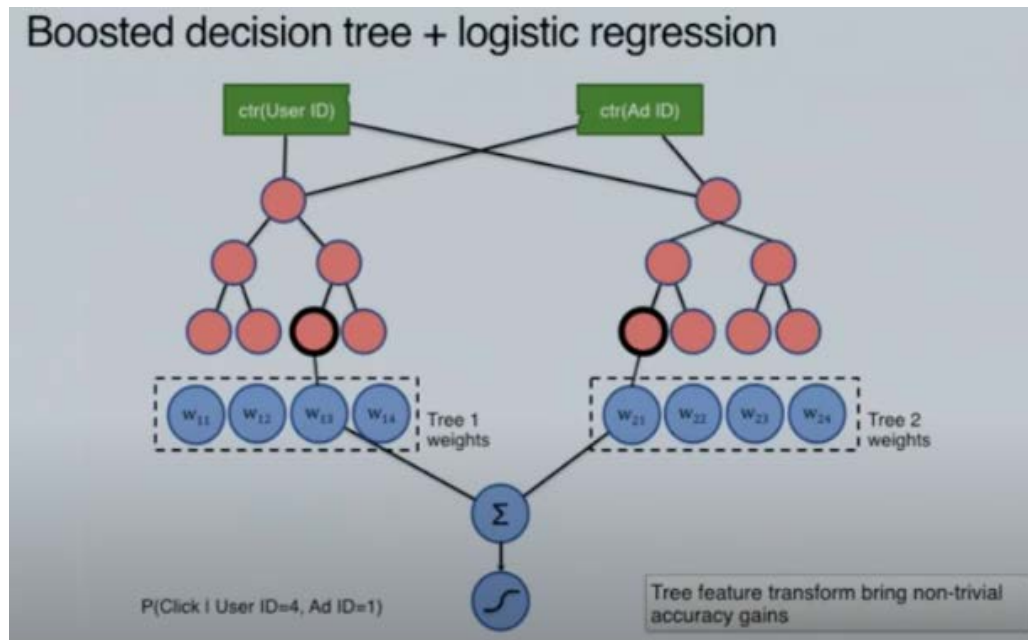 Boosted decision tree + logistic regression
ctr(User ID)
ctr(Ad ID)
w₁₁ w₁₂ w₁₃ w₁₄
Tree 1
weights
w₂₁ w₂₂ w₂₃ w₂₄
Tree 2
weights
Σ
P(Click | User ID=4, Ad ID=1)
Tree feature transform bring non-trivial
accuracy gains